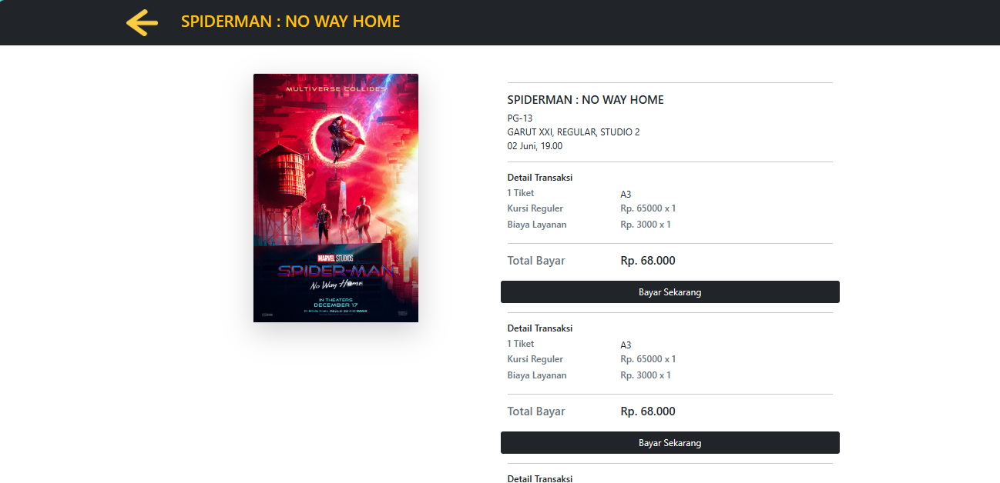 SPIDERMAN : NO WAY HOME
MULTIVERSE COLLIDES
MARVEL STUDIOS
SPIDER-MAN
No Way Home
IN THEATERS
DECEMBER 17
SPIDERMAN : NO WAY HOME
PG-13
GARUT XXI, REGULAR, STUDIO 2
02 Juni, 19.00
Detail Transaksi
1 Tiket A3
Kursi Reguler Rp. 65000 x 1
Biaya Layanan Rp. 3000 x 1
Total Bayar Rp. 68.000
Bayar Sekarang
Detail Transaksi
1 Tiket A3
Kursi Reguler Rp. 65000 x 1
Biaya Layanan Rp. 3000 x 1
Total Bayar Rp. 68.000
Bayar Sekarang
Detail Transaksi